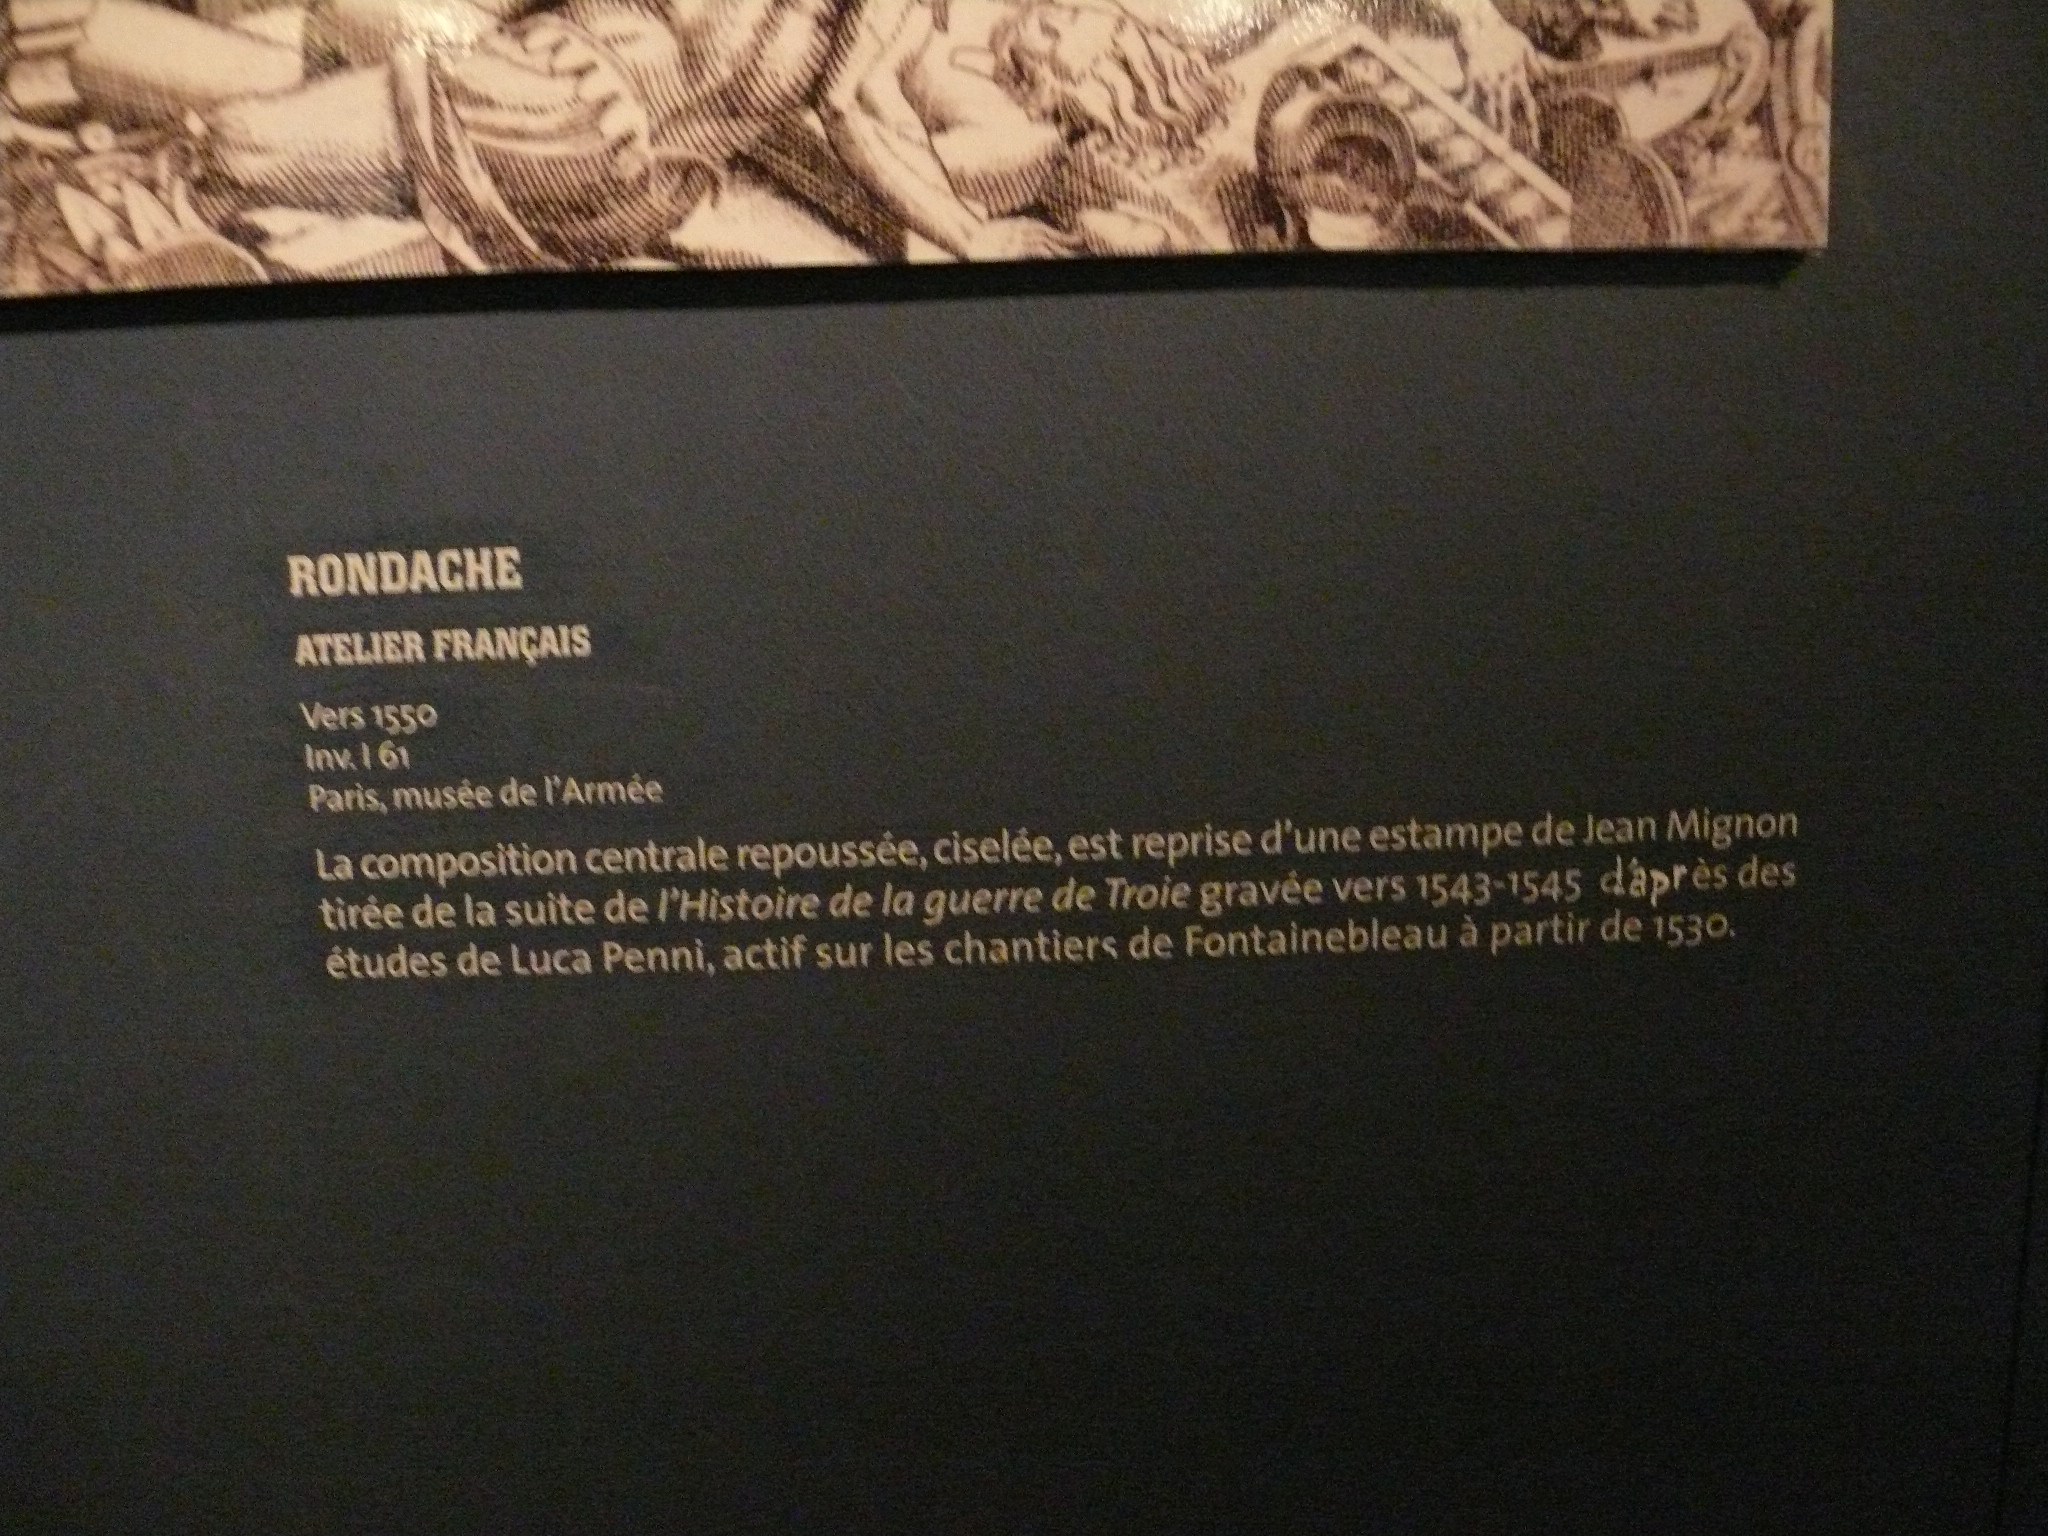 RONDACHE
ATELIER FRANÇAIS
Vers 1550
Inv. I 61
Paris, musée de l'Armée
La composition centrale repoussée, ciselée, est reprise d'une estampe de Jean Mignon
tirée de la suite de l'Histoire de la guerre de Troie gravée vers 1543-1545 d'après des
études de Luca Penni, actif sur les chantiers de Fontainebleau à partir de 1530.